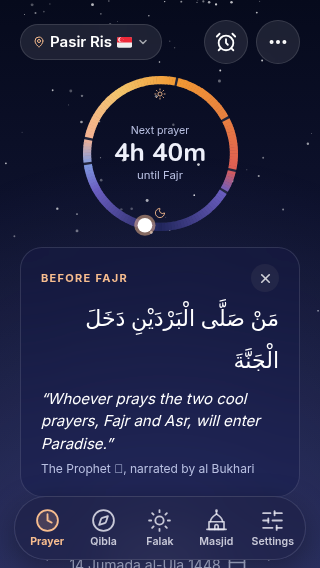 Pasir Ris
Next prayer
4h 40m
until Fajr
BEFORE FAJR
مَنْ صَلَّى الْبَرْدَيْنِ دَخَلَ
الْجَنَّةَ
“Whoever prays the two cool
prayers, Fajr and Asr, will enter
Paradise.”
The Prophet , narrated by al Bukhari
Prayer Qibla Falak Masjid Settings
14 Jumada al-Ula 1448